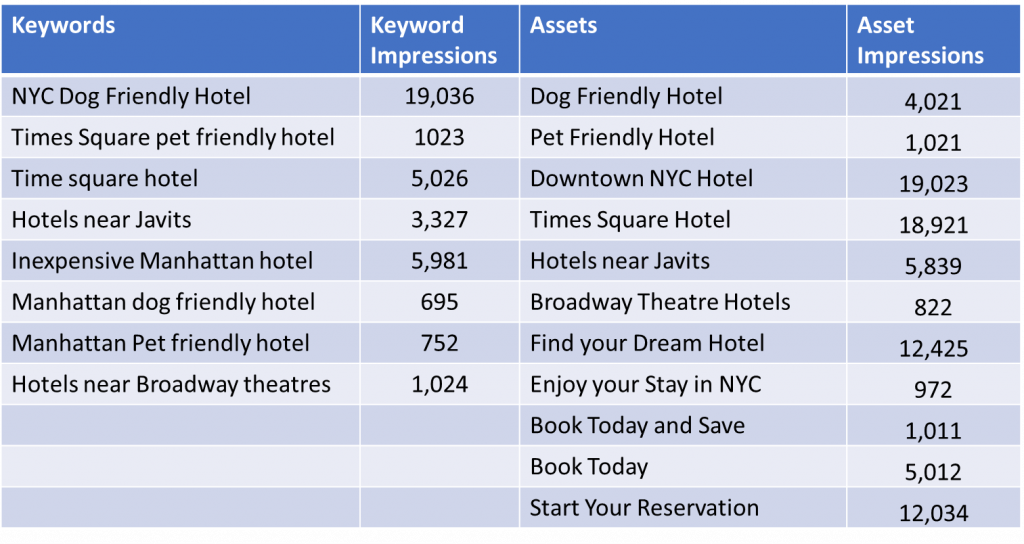 Keywords Keyword Impressions Assets Asset Impressions
NYC Dog Friendly Hotel 19,036 Dog Friendly Hotel 4,021
Times Square pet friendly hotel 1023 Pet Friendly Hotel 1,021
Time square hotel 5,026 Downtown NYC Hotel 19,023
Hotels near Javits 3,327 Times Square Hotel 18,921
Inexpensive Manhattan hotel 5,981 Hotels near Javits 5,839
Manhattan dog friendly hotel 695 Broadway Theatre Hotels 822
Manhattan Pet friendly hotel 752 Find your Dream Hotel 12,425
Hotels near Broadway theatres 1,024 Enjoy your Stay in NYC 972
Book Today and Save 1,011
Book Today 5,012
Start Your Reservation 12,034